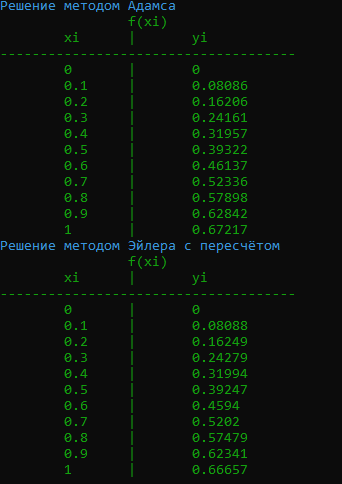 Решение методом Адамса
f(xi)
xi | yi
-------------------------------------
0 | 0
0.1 | 0.08086
0.2 | 0.16206
0.3 | 0.24161
0.4 | 0.31957
0.5 | 0.39322
0.6 | 0.46137
0.7 | 0.52336
0.8 | 0.57898
0.9 | 0.62842
1 | 0.67217
Решение методом Эйлера с пересчётом
f(xi)
xi | yi
-------------------------------------
0 | 0
0.1 | 0.08088
0.2 | 0.16249
0.3 | 0.24279
0.4 | 0.31994
0.5 | 0.39247
0.6 | 0.4594
0.7 | 0.5202
0.8 | 0.57479
0.9 | 0.62341
1 | 0.66657